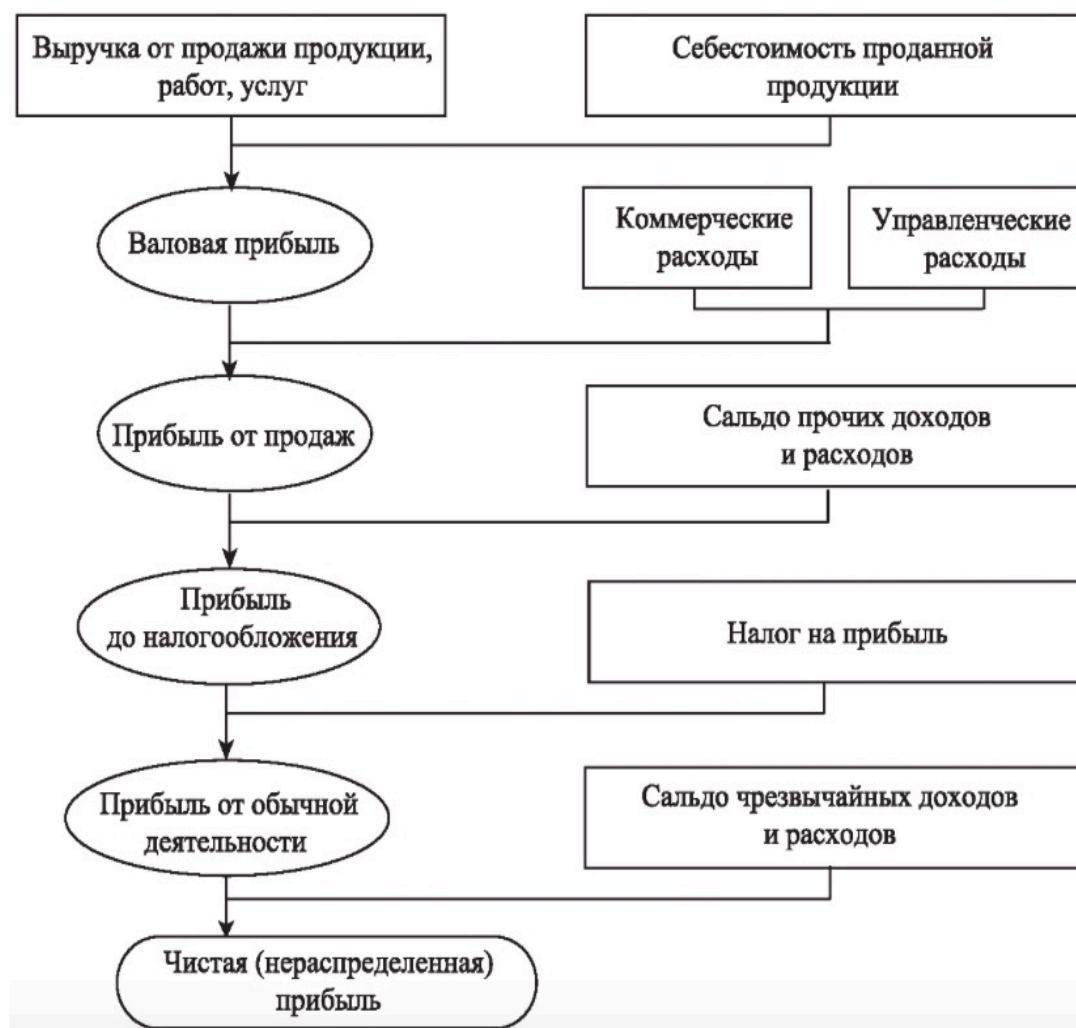 Выручка от продажи продукции,
работ, услуг
Себестоимость проданной
продукции
Валовая прибыль
Коммерческие
расходы
Управленческие
расходы
Прибыль от продаж
Сальдо прочих доходов
и расходов
Прибыль
до налогообложения
Налог на прибыль
Прибыль от обычной
деятельности
Сальдо чрезвычайных доходов
и расходов
Чистая (нераспределенная)
прибыль